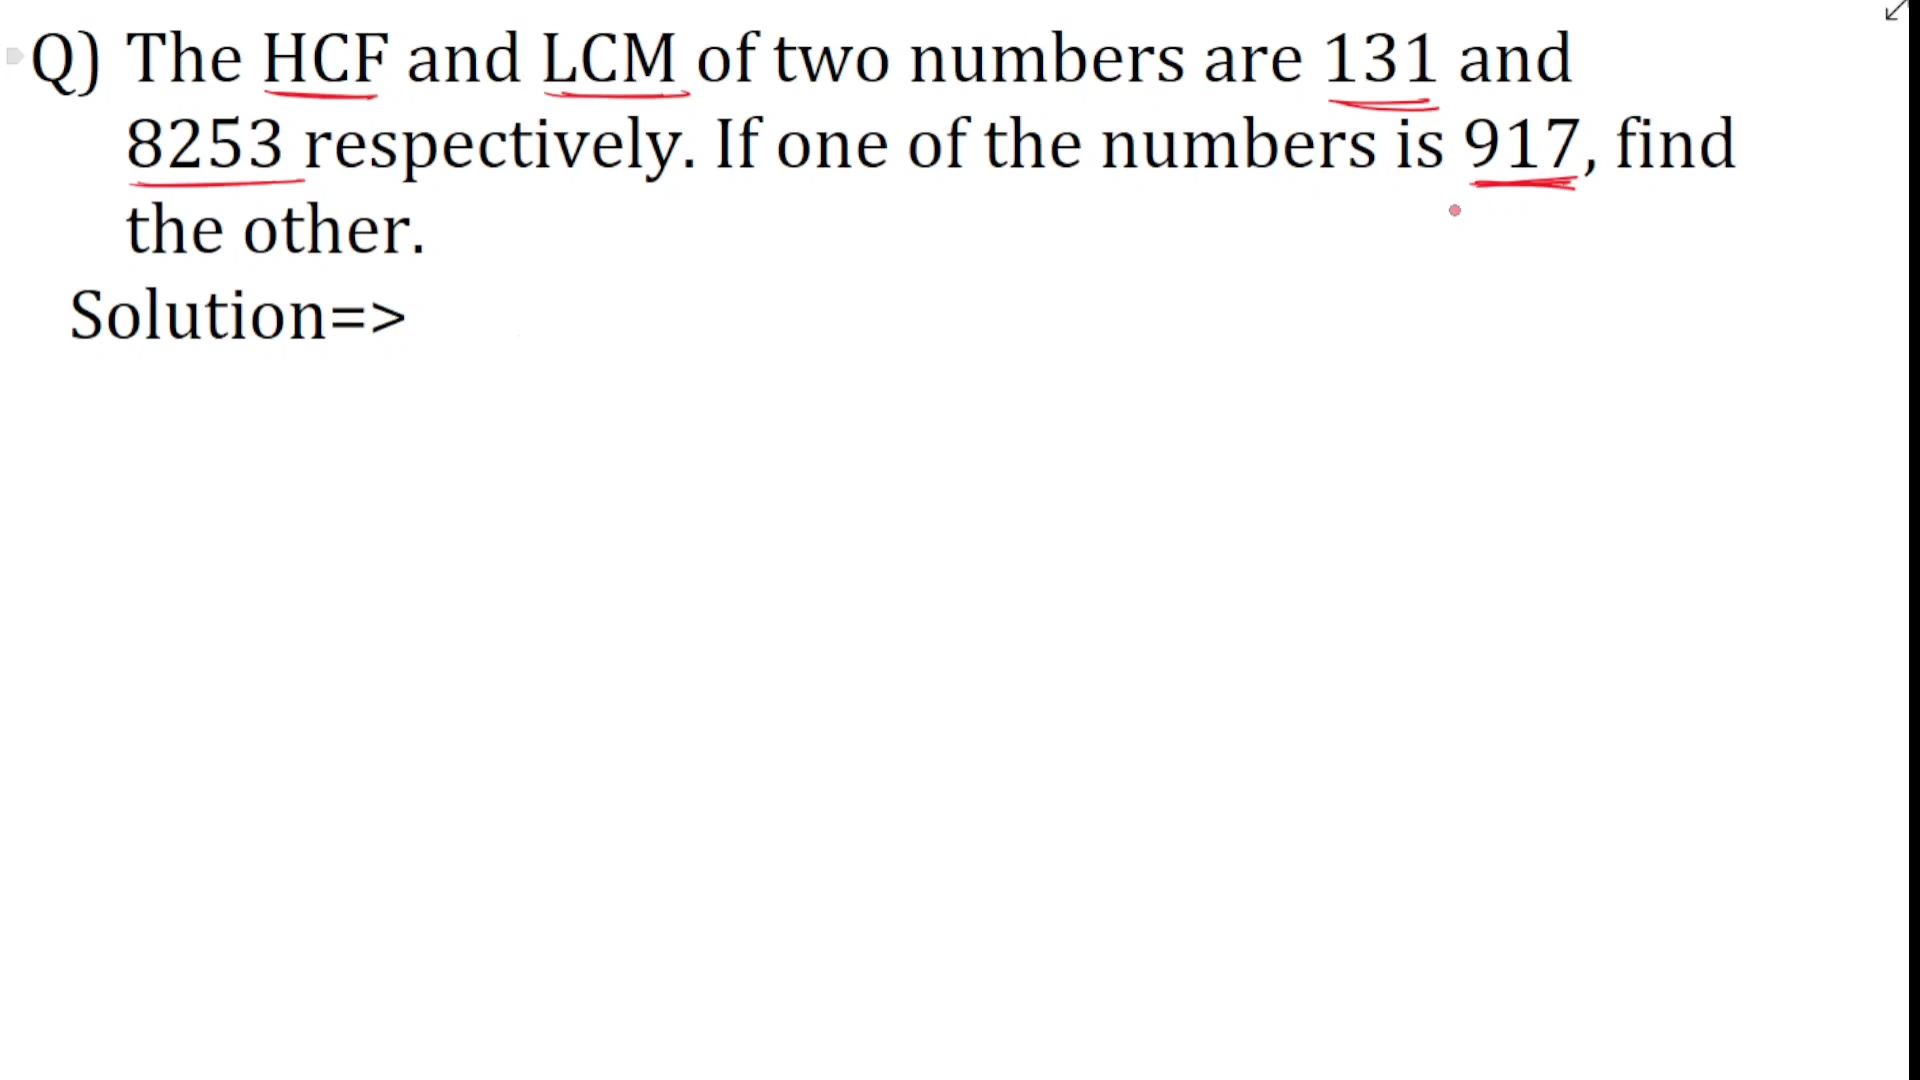 Q) The HCF and LCM of two numbers are 131 and
8253 respectively. If one of the numbers is 917, find
the other.
Solution=>